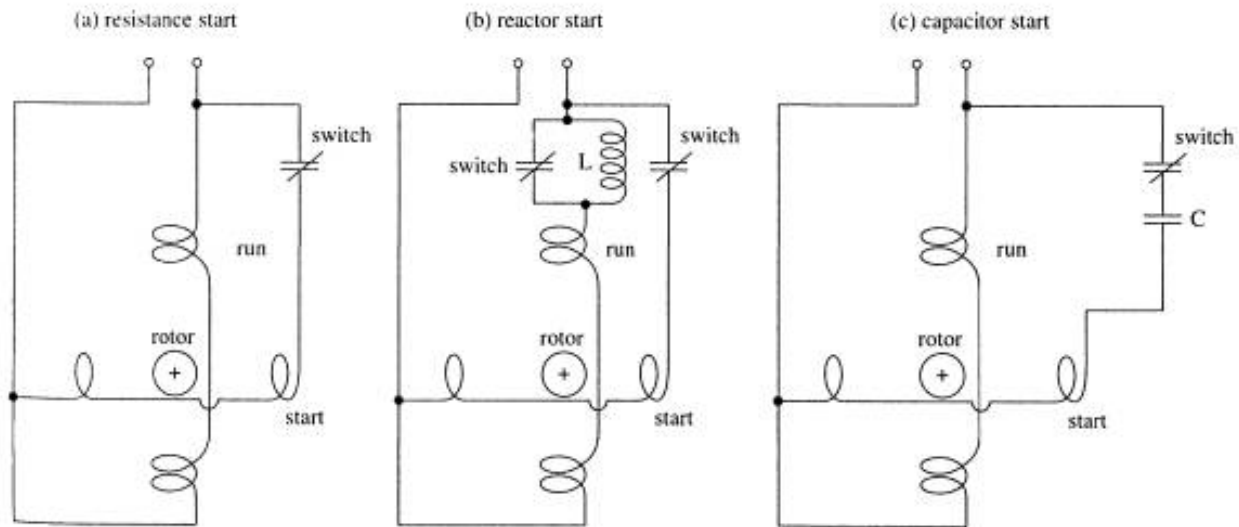 (a) resistance start
(b) reactor start
(c) capacitor start
switch
run
rotor
+
start
switch
L
switch
run
rotor
+
start
switch
C
run
rotor
+
start